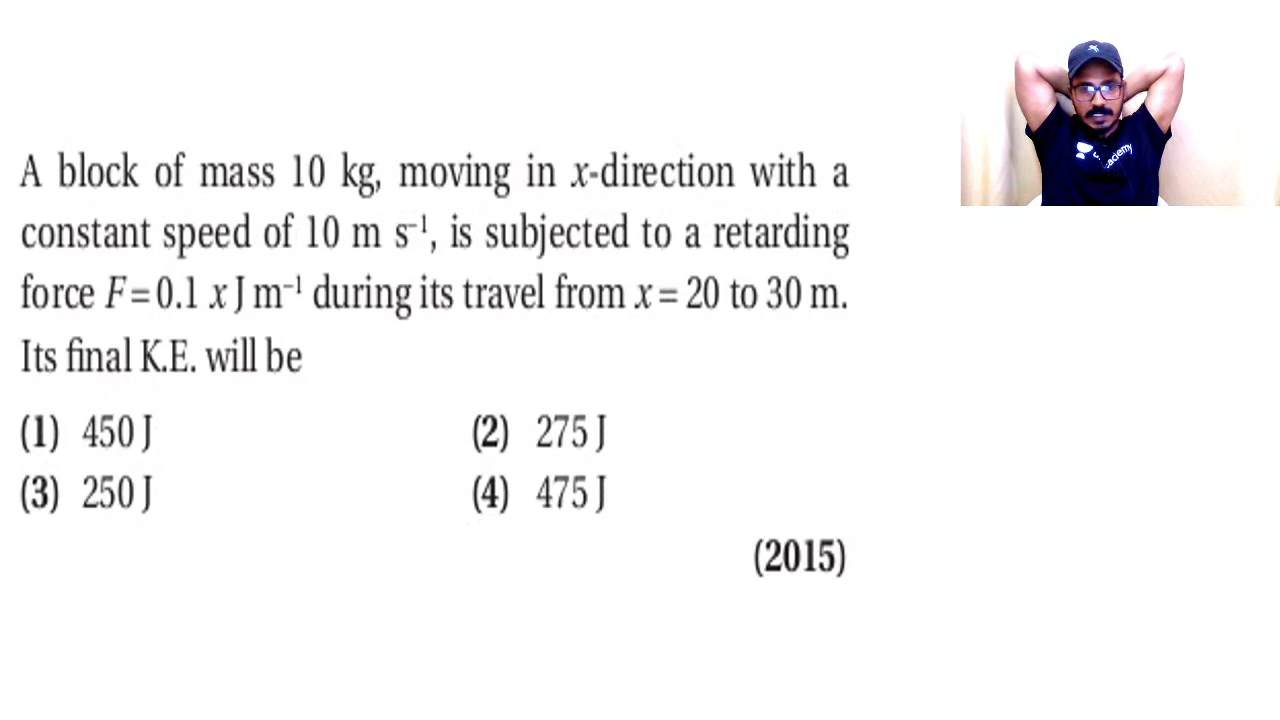 A block of mass 10 kg, moving in x-direction with a
constant speed of 10 m s⁻¹, is subjected to a retarding
force F = 0.1 x J m⁻¹ during its travel from x = 20 to 30 m.
Its final K.E. will be
(1) 450 J (2) 275 J
(3) 250 J (4) 475 J
(2015)